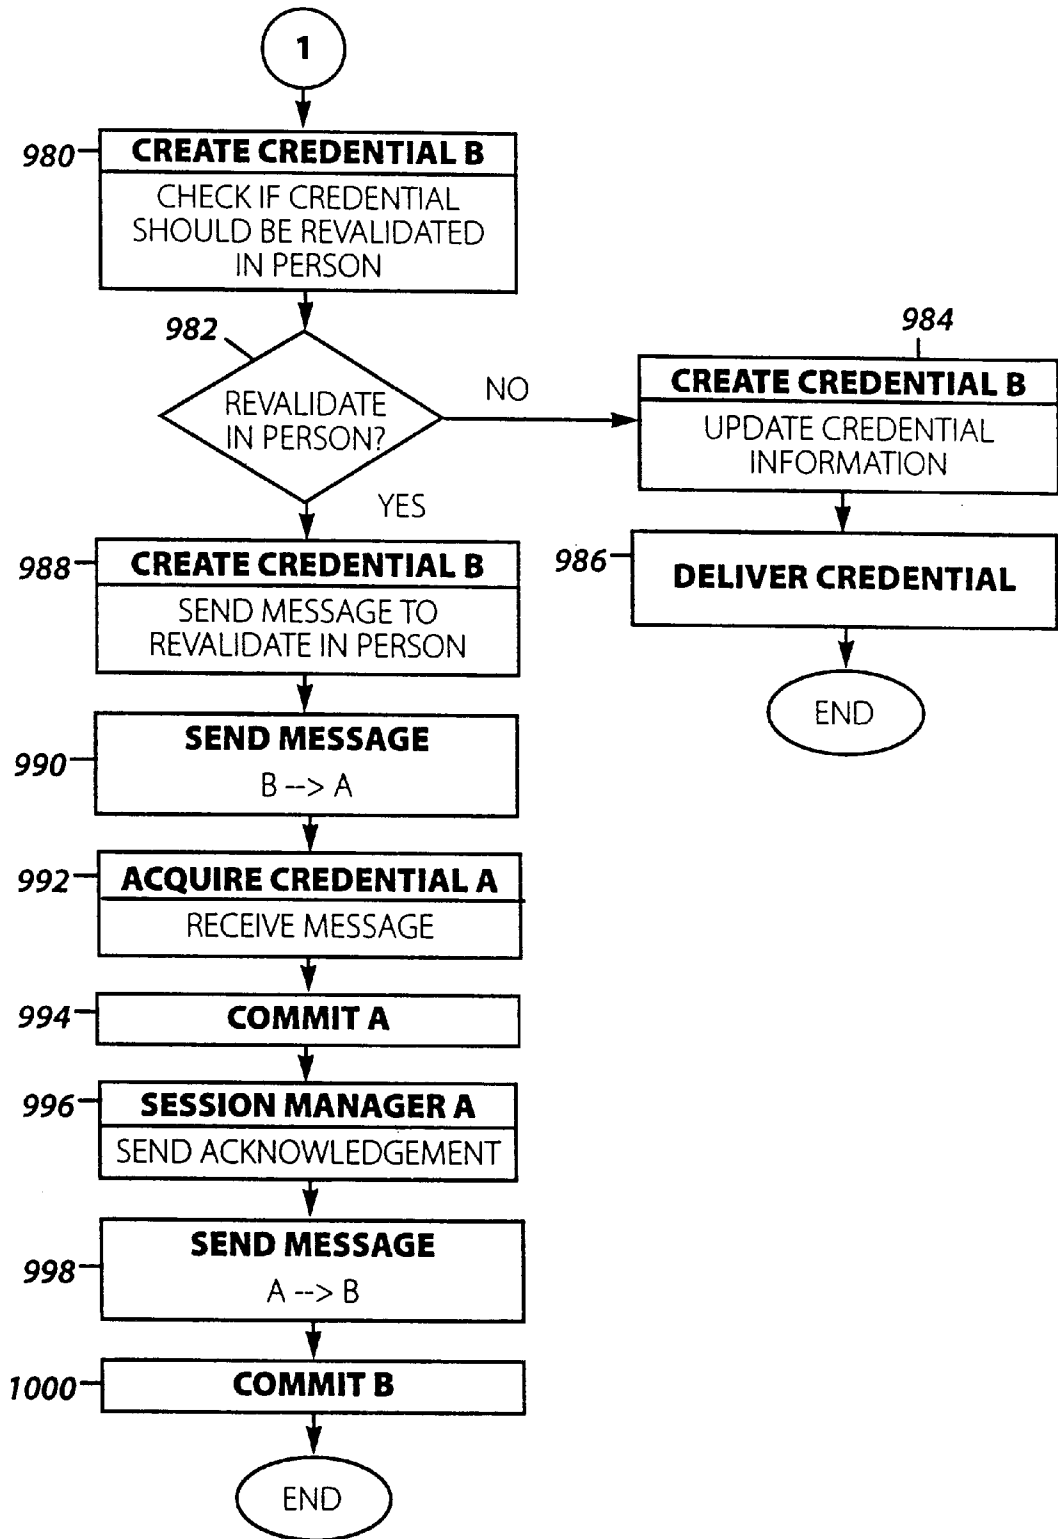 1
980
CREATE CREDENTIAL B
CHECK IF CREDENTIAL
SHOULD BE REVALIDATED
IN PERSON
982
REVALIDATE
IN PERSON?
NO
YES
984
CREATE CREDENTIAL B
UPDATE CREDENTIAL
INFORMATION
986
DELIVER CREDENTIAL
END
988
CREATE CREDENTIAL B
SEND MESSAGE TO
REVALIDATE IN PERSON
990
SEND MESSAGE
B --> A
992
ACQUIRE CREDENTIAL A
RECEIVE MESSAGE
994
COMMIT A
996
SESSION MANAGER A
SEND ACKNOWLEDGEMENT
998
SEND MESSAGE
A --> B
1000
COMMIT B
END